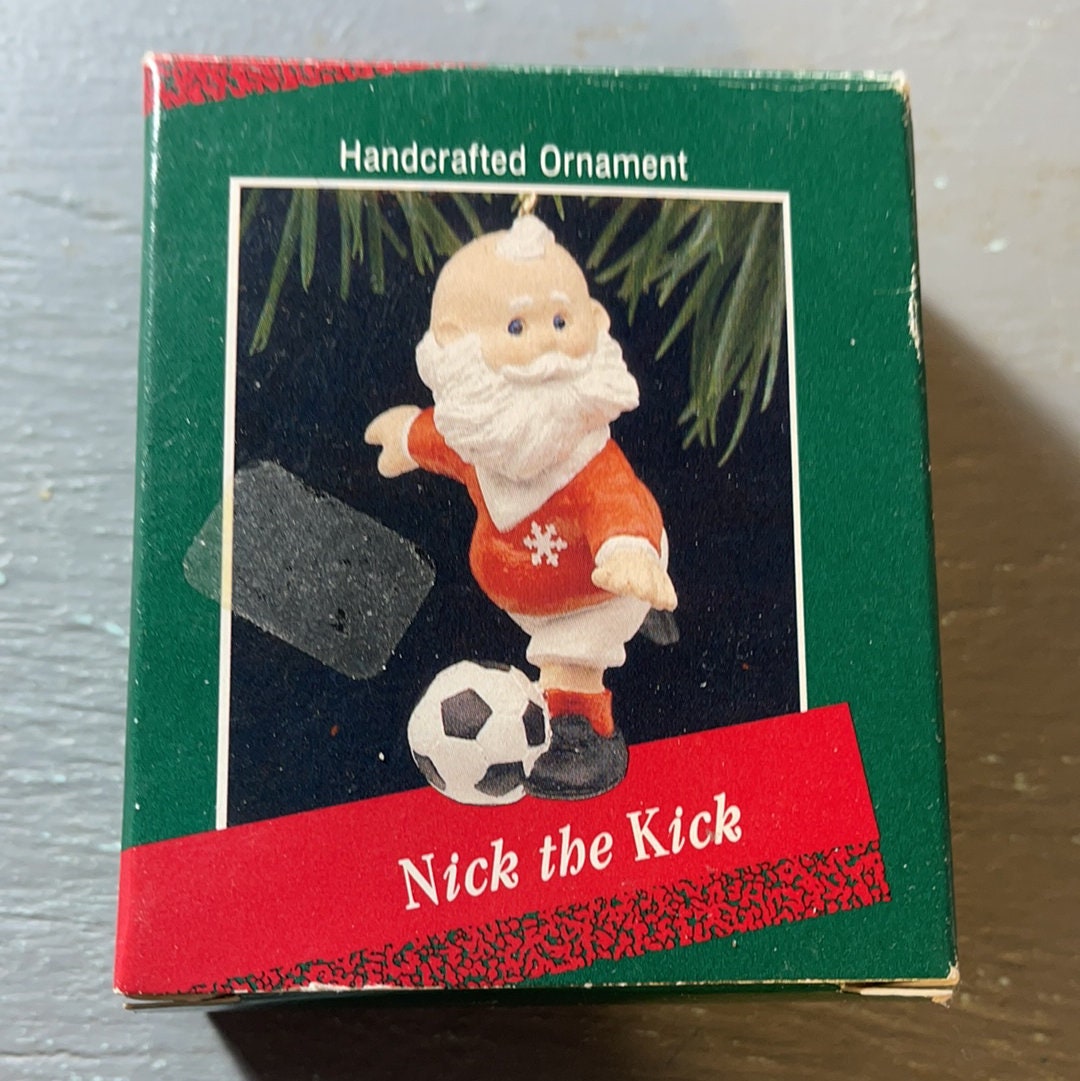 Handcrafted Ornament
Nick the Kick